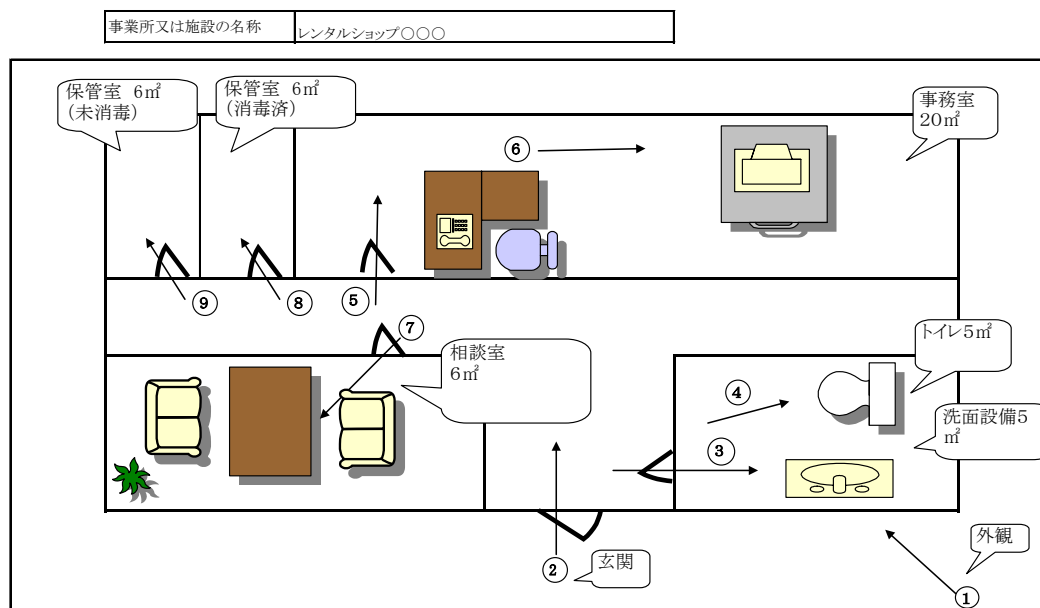 事業所又は施設の名称
レンタルショップ○○○
保管室 6㎡
(未消毒)
保管室 6㎡
(消毒済)
事務室
20㎡
⑥
⑨
⑧
⑤
⑦
相談室
6㎡
トイレ5㎡
④
洗面設備5
㎡
③
外観
②
玄関
①